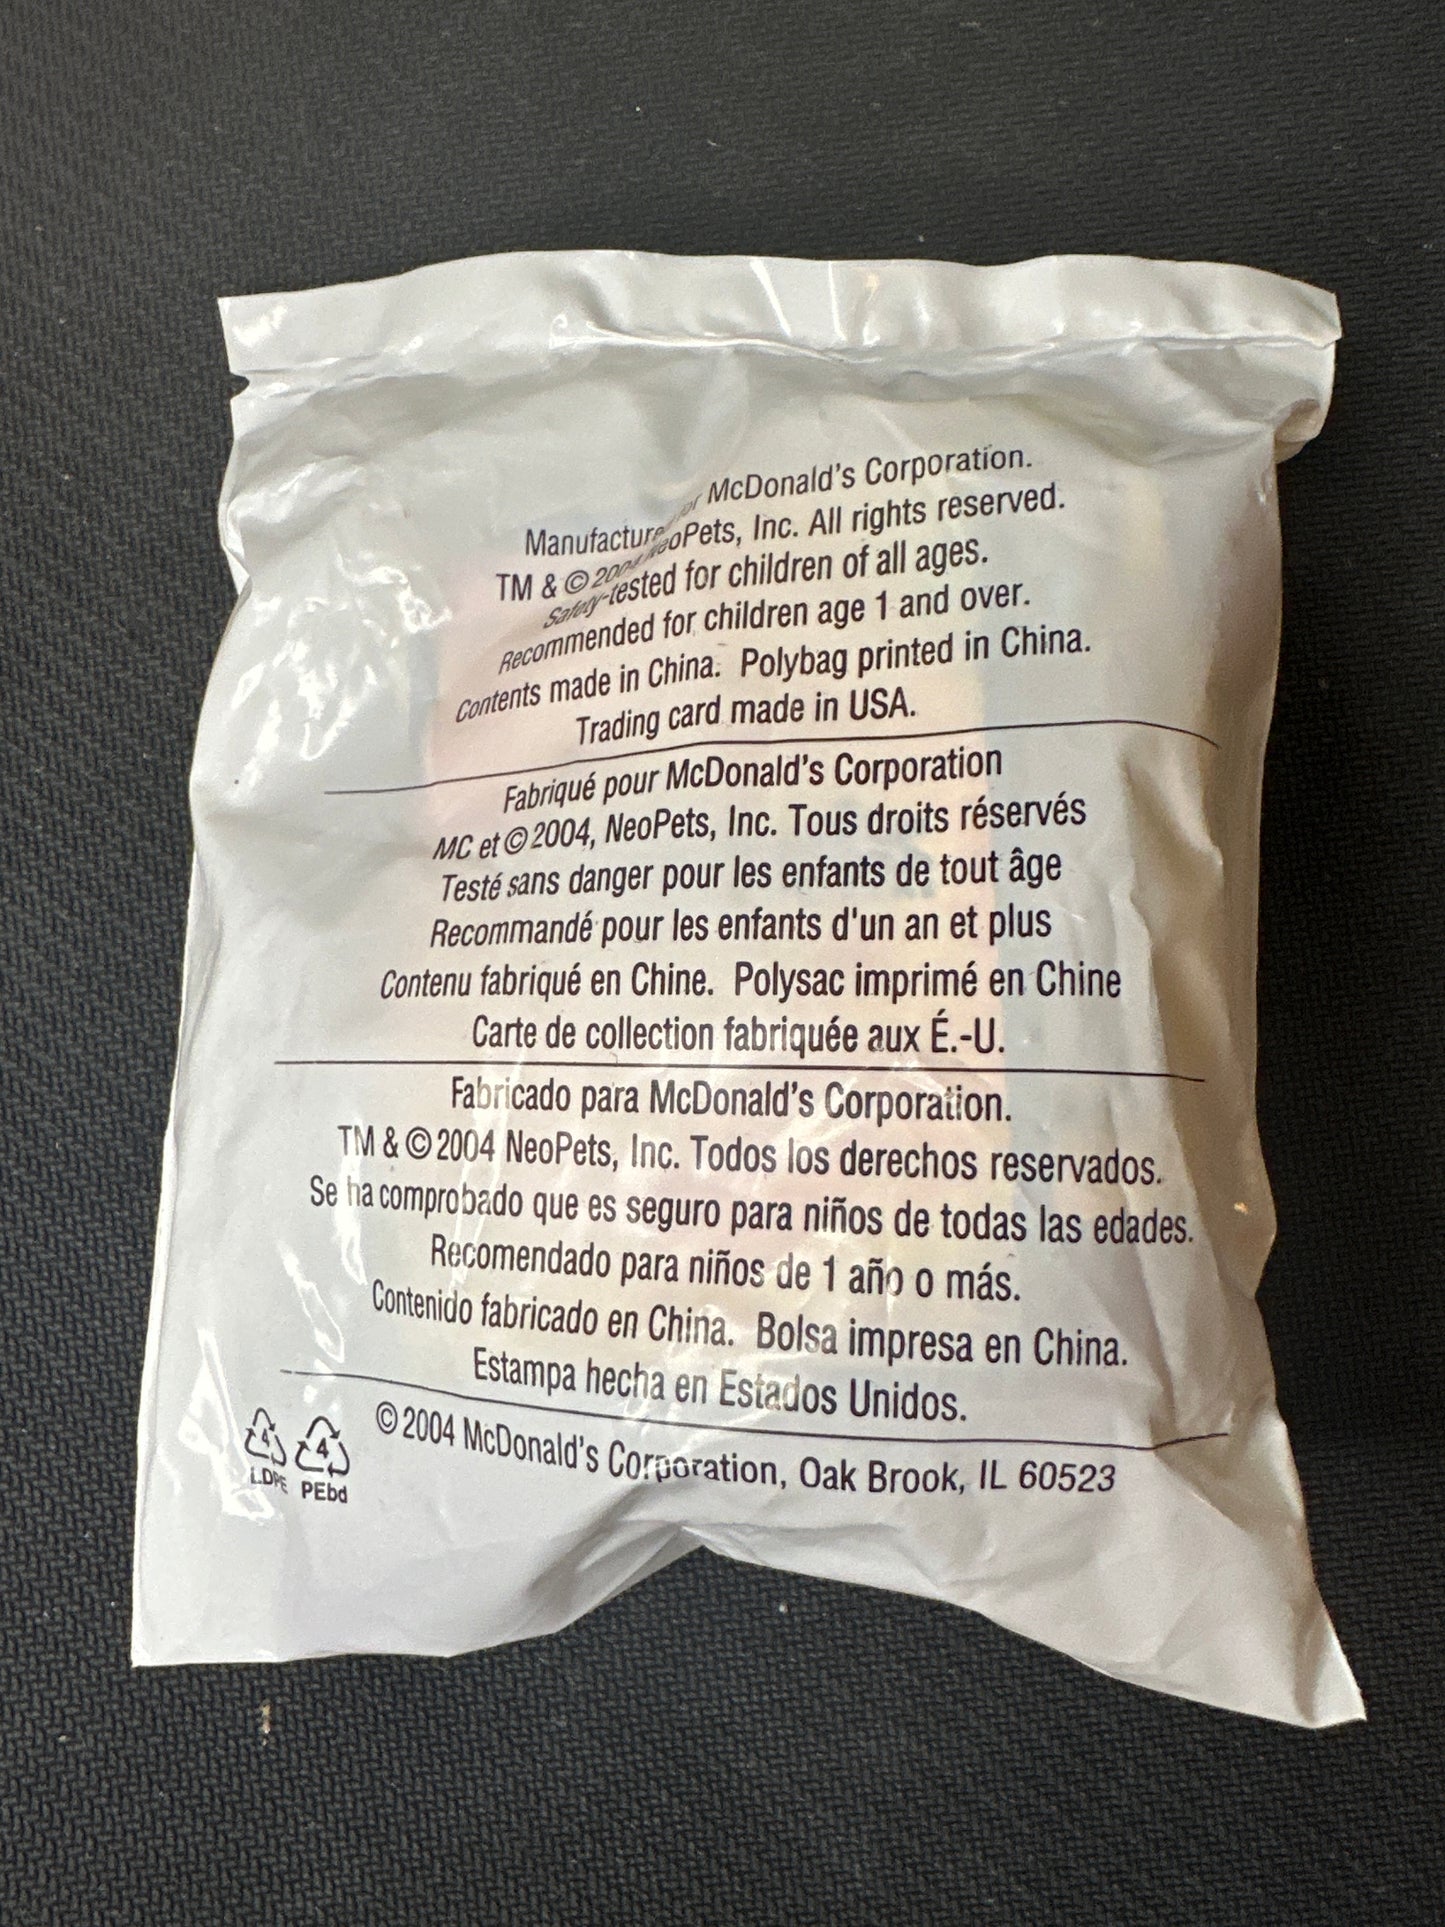 Manufactured for McDonald's Corporation.
TM & © 2004 NeoPets, Inc. All rights reserved.
Safety-tested for children of all ages.
Recommended for children age 1 and over.
Contents made in China. Polybag printed in China.
Trading card made in USA.
Fabriqué pour McDonald's Corporation
MC et © 2004, NeoPets, Inc. Tous droits réservés
Testé sans danger pour les enfants de tout âge
Recommandé pour les enfants d'un an et plus
Contenu fabriqué en Chine. Polysac imprimé en Chine
Carte de collection fabriquée aux É.-U.
Fabricado para McDonald's Corporation.
TM & © 2004 NeoPets, Inc. Todos los derechos reservados.
Se ha comprobado que es seguro para niños de todas las edades.
Recomendado para niños de 1 año o más.
Contenido fabricado en China. Bolsa impresa en China.
Estampa hecha en Estados Unidos.
© 2004 McDonald's Corporation, Oak Brook, IL 60523
4 4
LDPE PEbd